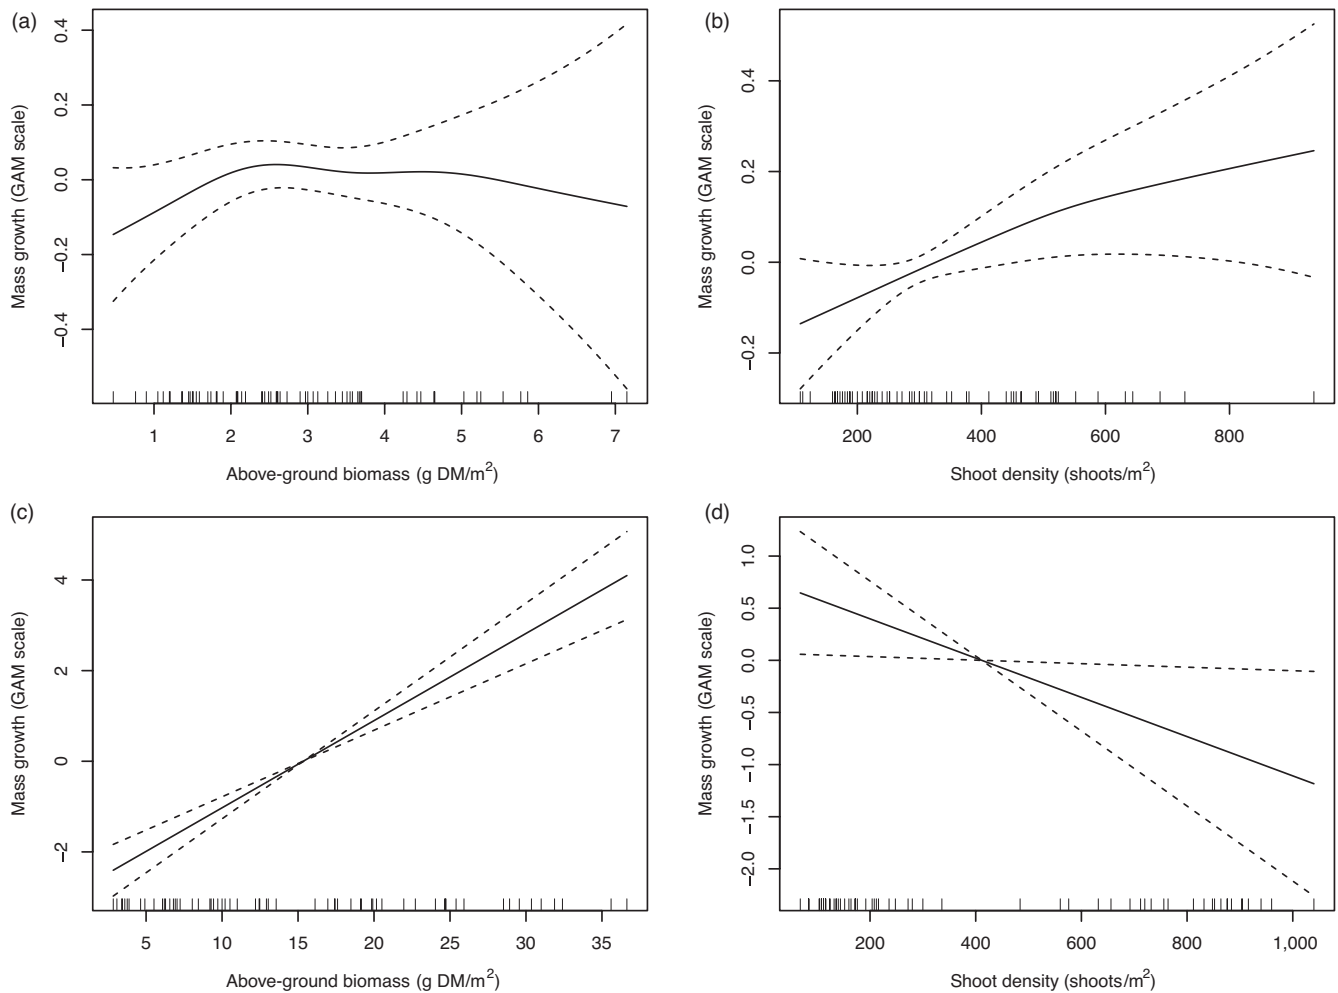 (a)
Mass growth (GAM scale)
0.4
0.2
0.0
−0.2
−0.4
1 2 3 4 5 6 7
Above-ground biomass (g DM/m²)
(b)
Mass growth (GAM scale)
0.4
0.2
0.0
−0.2
200 400 600 800
Shoot density (shoots/m²)
(c)
Mass growth (GAM scale)
4
2
0
−2
5 10 15 20 25 30 35
Above-ground biomass (g DM/m²)
(d)
Mass growth (GAM scale)
1.0
0.5
0.0
−0.5
−1.0
−1.5
−2.0
200 400 600 800 1,000
Shoot density (shoots/m²)